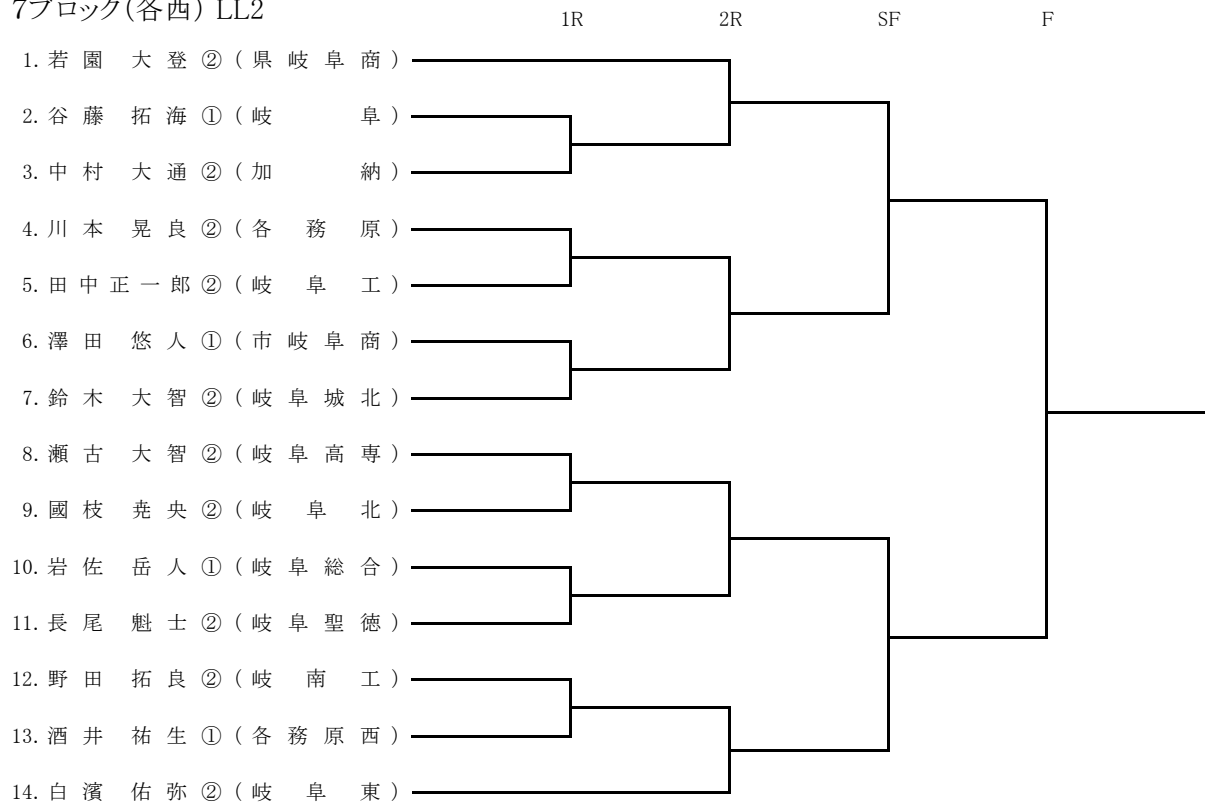 7ブロック(各西) LL2
1R 2R SF F
1. 若園 大登②(県岐阜商)
2. 谷藤 拓海①(岐阜)
3. 中村 大通②(加納)
4. 川本 晃良②(各務原)
5. 田中正一郎②(岐阜工)
6. 澤田 悠人①(市岐阜商)
7. 鈴木 大智②(岐阜城北)
8. 瀬古 大智②(岐阜高専)
9. 國枝 尭央②(岐阜北)
10. 岩佐 岳人①(岐阜総合)
11. 長尾 魁士②(岐阜聖徳)
12. 野田 拓良②(岐南工)
13. 酒井 祐生①(各務原西)
14. 白濱 佑弥②(岐阜東)